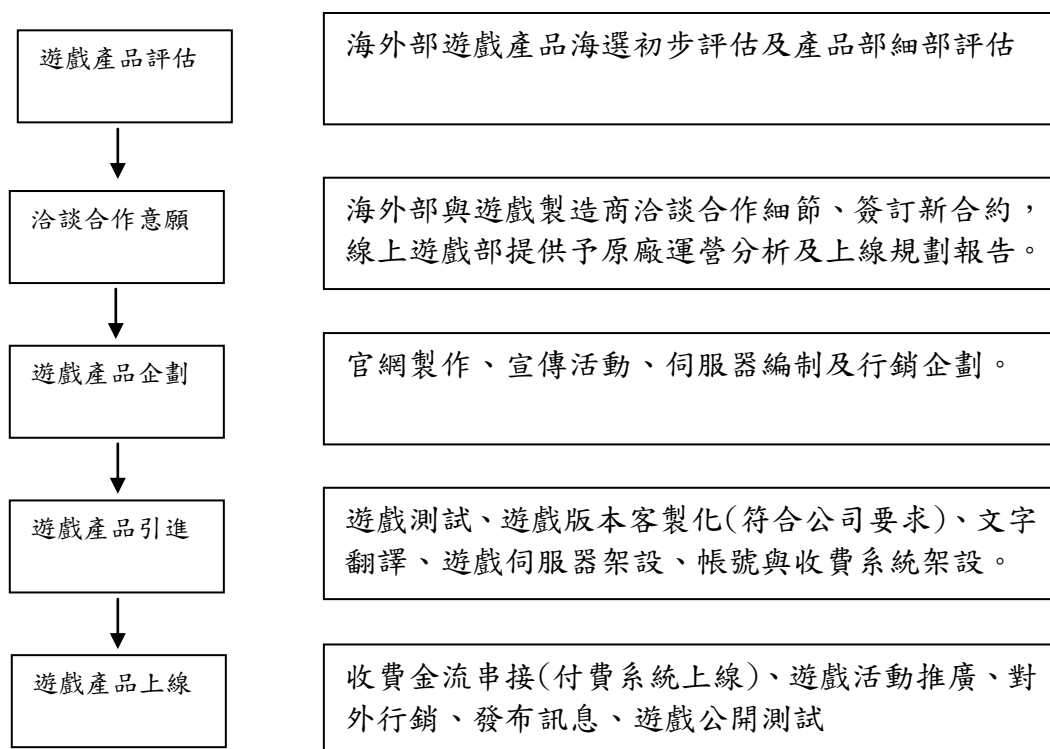 遊戲產品評估
海外部遊戲產品海選初步評估及產品部細部評估
洽談合作意願
海外部與遊戲製造商洽談合作細節、簽訂新合約，
線上遊戲部提供予原廠運營分析及上線規劃報告。
遊戲產品企劃
官網製作、宣傳活動、伺服器編制及行銷企劃。
遊戲產品引進
遊戲測試、遊戲版本客製化(符合公司要求)、文字
翻譯、遊戲伺服器架設、帳號與收費系統架設。
遊戲產品上線
收費金流串接(付費系統上線)、遊戲活動推廣、對
外行銷、發布訊息、遊戲公開測試